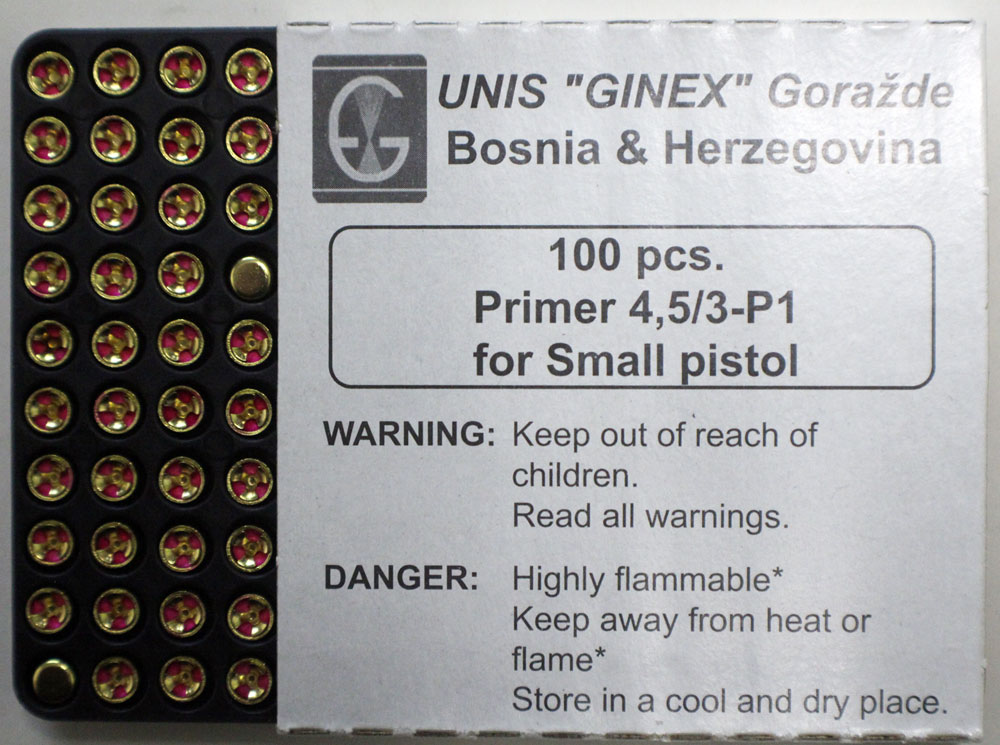 UNIS "GINEX" Goražde
Bosnia & Herzegovina
100 pcs.
Primer 4,5/3-P1
for Small pistol
WARNING: Keep out of reach of
children.
Read all warnings.
DANGER: Highly flammable*
Keep away from heat or
flame*
Store in a cool and dry place.